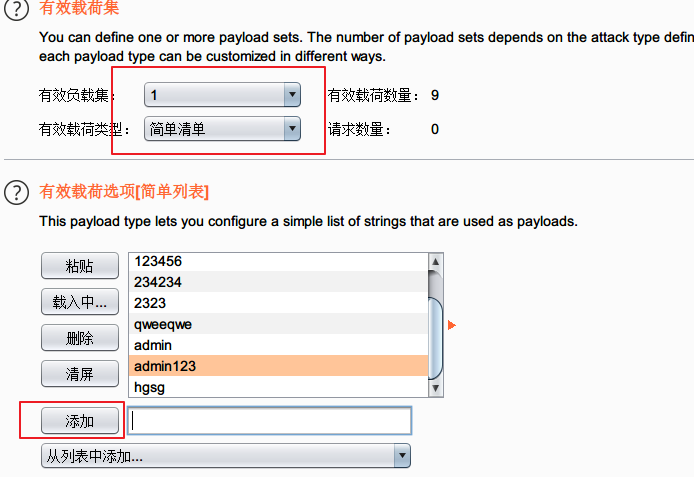 有效载荷集
You can define one or more payload sets. The number of payload sets depends on the attack type defin
each payload type can be customized in different ways.
有效负载集： 1 有效载荷数量： 9
有效载荷类型： 简单清单 请求数量： 0
有效载荷选项[简单列表]
This payload type lets you configure a simple list of strings that are used as payloads.
粘贴
载入中...
删除
清屏
123456
234234
2323
qweeqwe
admin
admin123
hgsg
添加
从列表中添加...